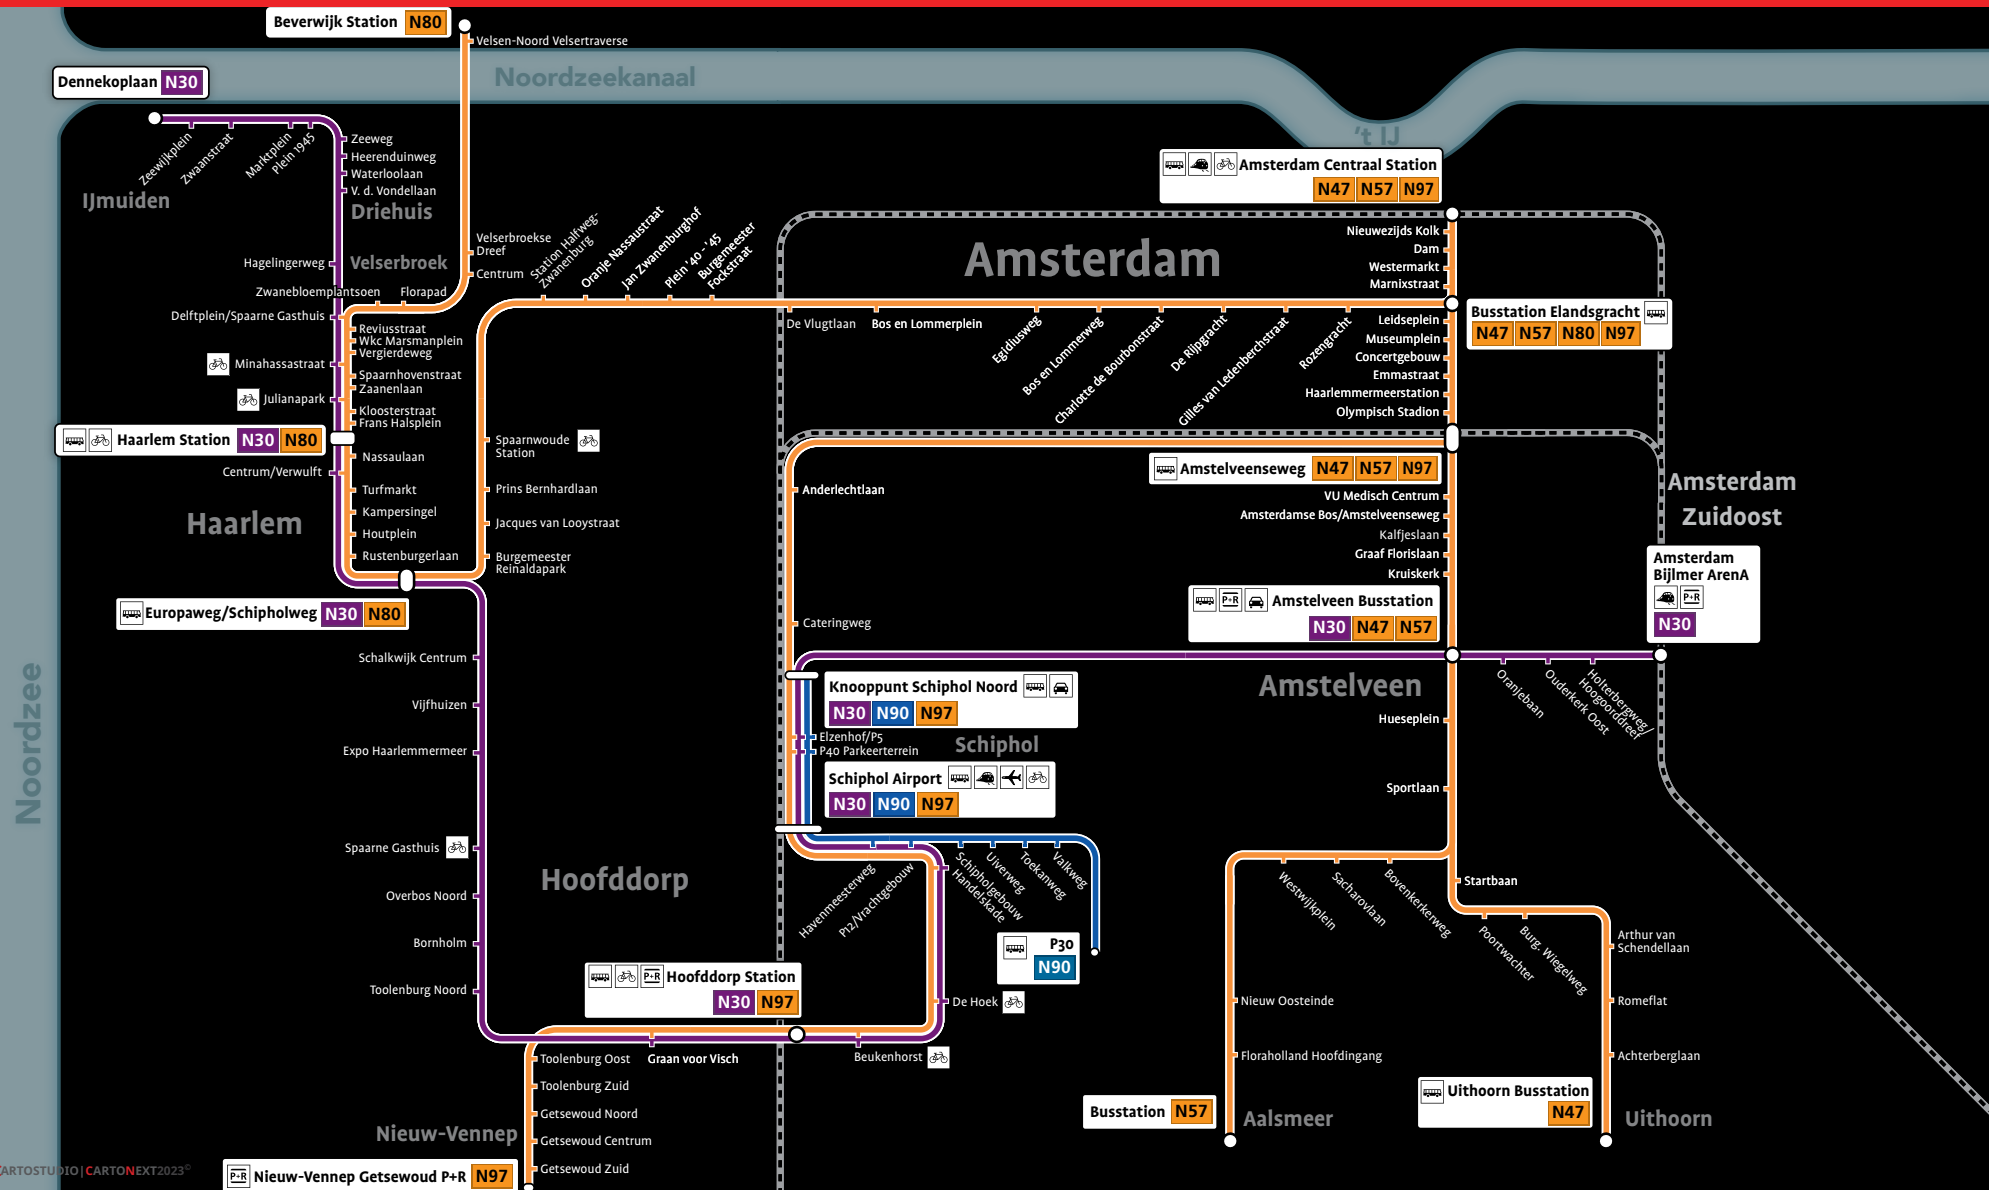 Beverwijk Station N80
Velsen-Noord Velsertraverse
Noordzeekanaal
Dennekoplaan N30
Zeewijkplein
Zwaanstraat
Marktplein
Plein 1945
Zeeweg
Heerenduinweg
Waterloolaan
V. d. Vondellaan
IJmuiden
Driehuis
Hagelingerweg
Velserbroek
Zwanebloemplantsoen
Florapad
Velserbroekse
Dreef
Centrum
Station Halfweg-
Zwanenburg
Oranje Nassaustraat
Jan Zwanenburghof
Plein '40 - '45
Burgemeester
Fockstraat
't IJ
Amsterdam Centraal Station
N47 N57 N97
Amsterdam
Nieuwezijds Kolk
Dam
Westermarkt
Marnixstraat
Busstation Elandsgracht
N47 N57 N80 N97
De Vlugtlaan
Bos en Lommerplein
Egidiusweg
Bos en Lommerweg
Charlotte de Bourbonstraat
De Rijpgracht
Gilles van Ledenberchstraat
Rozengracht
Leidseplein
Museumplein
Concertgebouw
Emmastraat
Haarlemmermeerstation
Olympisch Stadion
Delftplein/Spaarne Gasthuis
Reviusstraat
Wkc Marsmanplein
Vergierdeweg
Minahassastraat
Spaarnhovenstraat
Zaanenlaan
Julianapark
Kloosterstraat
Frans Halsplein
Haarlem Station N30 N80
Nassaulaan
Centrum/Verwulft
Turfmarkt
Kampersingel
Houtplein
Rustenburgerlaan
Haarlem
Spaarnwoude
Station
Prins Bernhardlaan
Jacques van Looystraat
Burgemeester
Reinaldapark
Europaweg/Schipholweg N30 N80
Amstelveenseweg N47 N57 N97
Anderlechtlaan
VU Medisch Centrum
Amsterdamse Bos/Amstelveenseweg
Kalfjeslaan
Graaf Florislaan
Kruiskerk
Amsterdam
Zuidoost
Amsterdam
Bijlmer ArenA
P+R
N30
P+R
Amstelveen Busstation
N30 N47 N57
Cateringweg
Schalkwijk Centrum
Vijfhuizen
Expo Haarlemmermeer
Noordzee
Knooppunt Schiphol Noord
N30 N90 N97
Elzenhof/P5
P40 Parkeerterrein
Schiphol
Schiphol Airport
N30 N90 N97
Amstelveen
Oranjebaan
Ouderkerk Oost
Holterbergweg/
Hoogoorddreef
Hueseplein
Sportlaan
Spaarne Gasthuis
Overbos Noord
Bornholm
Toolenburg Noord
Hoofddorp
Havenmeesterweg
P12/Vrachtgebouw
Schipholgebouw
Handelskade
Uiverweg
Toekanweg
Valkweg
P30
N90
Westwijkplein
Sacharovlaan
Bovenkerkerweg
Startbaan
Poortwachter
Burg. Wiegelweg
Arthur van
Schendellaan
P+R
Hoofddorp Station
N30 N97
De Hoek
Nieuw Oosteinde
Romeflat
Toolenburg Oost
Graan voor Visch
Beukenhorst
Floraholland Hoofdingang
Achterberglaan
Toolenburg Zuid
Getsewoud Noord
Getsewoud Centrum
Getsewoud Zuid
Nieuw-Vennep
Busstation N57
Aalsmeer
Uithoorn Busstation
N47
Uithoorn
ARTOSTUDIO|CARTONEXT2023©
P+R
Nieuw-Vennep Getsewoud P+R N97